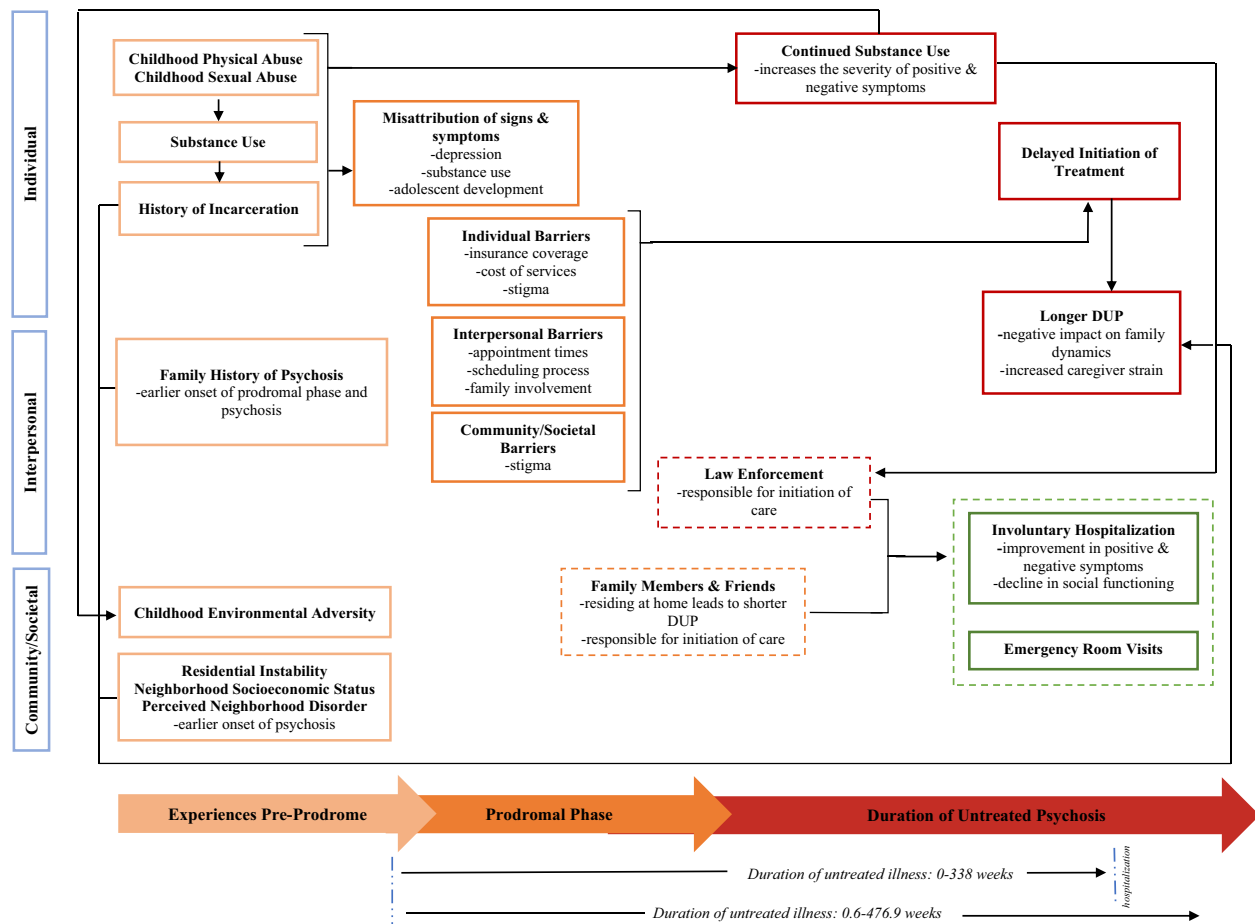 Individual
Interpersonal
Community/Societal
Childhood Physical Abuse
Childhood Sexual Abuse
Substance Use
History of Incarceration
Misattribution of signs &
symptoms
-depression
-substance use
-adolescent development
Continued Substance Use
-increases the severity of positive &
negative symptoms
Delayed Initiation of
Treatment
Individual Barriers
-insurance coverage
-cost of services
-stigma
Family History of Psychosis
-earlier onset of prodromal phase and
psychosis
Interpersonal Barriers
-appointment times
-scheduling process
-family involvement
Longer DUP
-negative impact on family
dynamics
-increased caregiver strain
Community/Societal
Barriers
-stigma
Law Enforcement
-responsible for initiation of
care
Involuntary Hospitalization
-improvement in positive &
negative symptoms
-decline in social functioning
Childhood Environmental Adversity
Family Members & Friends
-residing at home leads to shorter
DUP
-responsible for initiation of care
Emergency Room Visits
Residential Instability
Neighborhood Socioeconomic Status
Perceived Neighborhood Disorder
-earlier onset of psychosis
Experiences Pre-Prodrome
Prodromal Phase
Duration of Untreated Psychosis
Duration of untreated illness: 0-338 weeks
hospitalization
Duration of untreated illness: 0.6-476.9 weeks